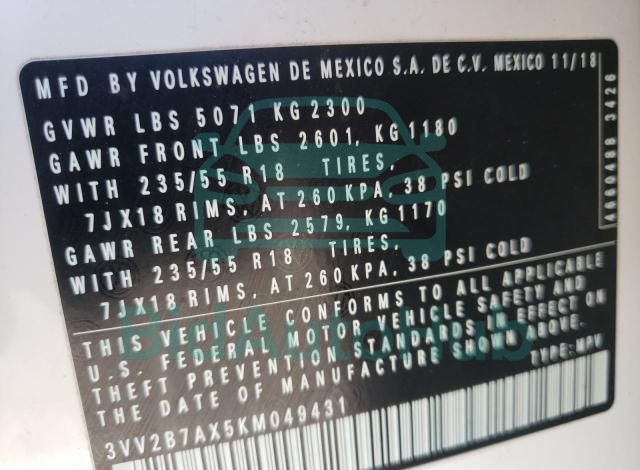 MFD BY VOLKSWAGEN DE MEXICO S.A. DE C.V. MEXICO 11/18
GVWR LBS 5071 KG 2300
GAWR FRONT LBS 2601, KG 1180
WITH 235/55 R18 TIRES,
7JX18 RIMS, AT 260 KPA, 38 PSI COLD
GAWR REAR LBS 2579, KG 1170
WITH 235/55 R18 TIRES,
7JX18 RIMS, AT 260 KPA, 38 PSI COLD
THIS VEHICLE CONFORMS TO ALL APPLICABLE
U.S. FEDERAL MOTOR VEHICLE SAFETY AND
THEFT PREVENTION STANDARDS IN EFFECT ON
THE DATE OF MANUFACTURE SHOWN ABOVE.
TYPE: MPV
3VV2B7AX5KM049431
3426